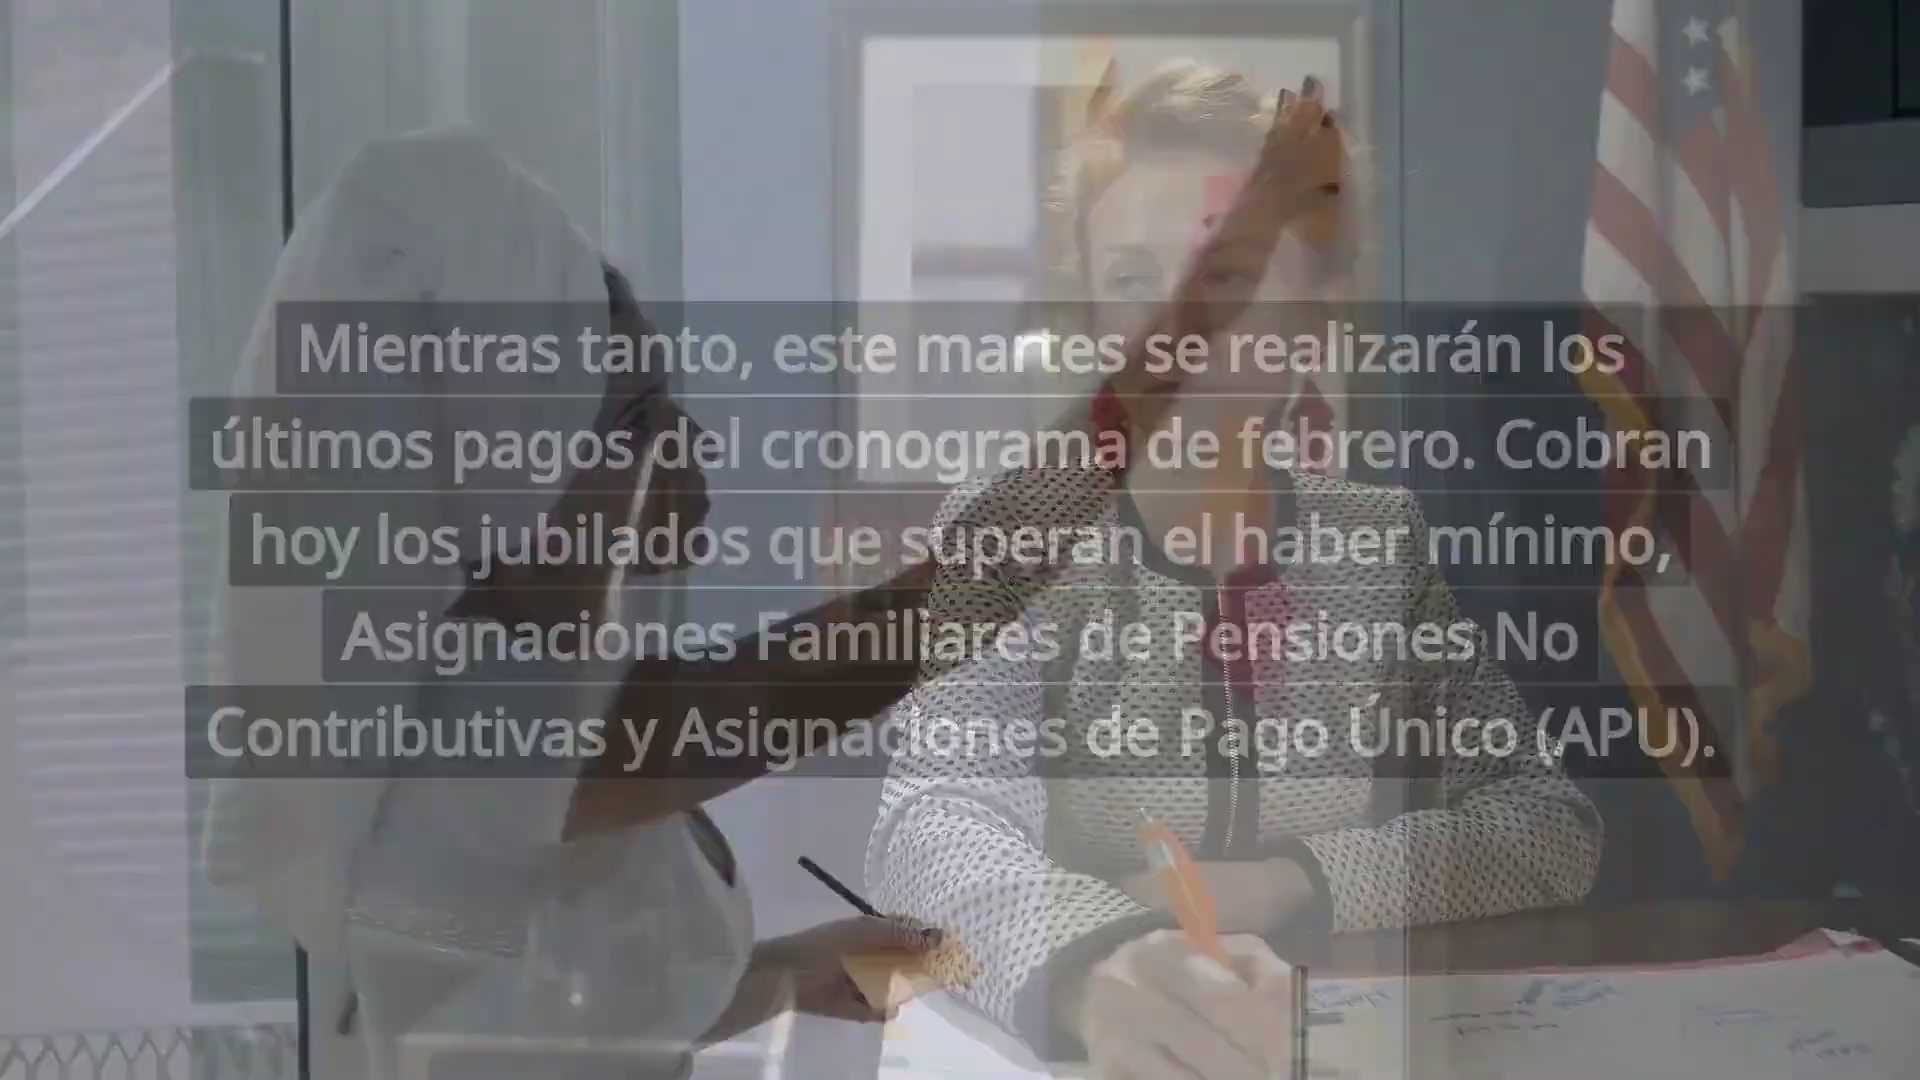 Mientras tanto, este martes se realizarán los
últimos pagos del cronograma de febrero. Cobran
hoy los jubilados que superan el haber mínimo,
Asignaciones Familiares de Pensiones No
Contributivas y Asignaciones de Pago Único (APU).